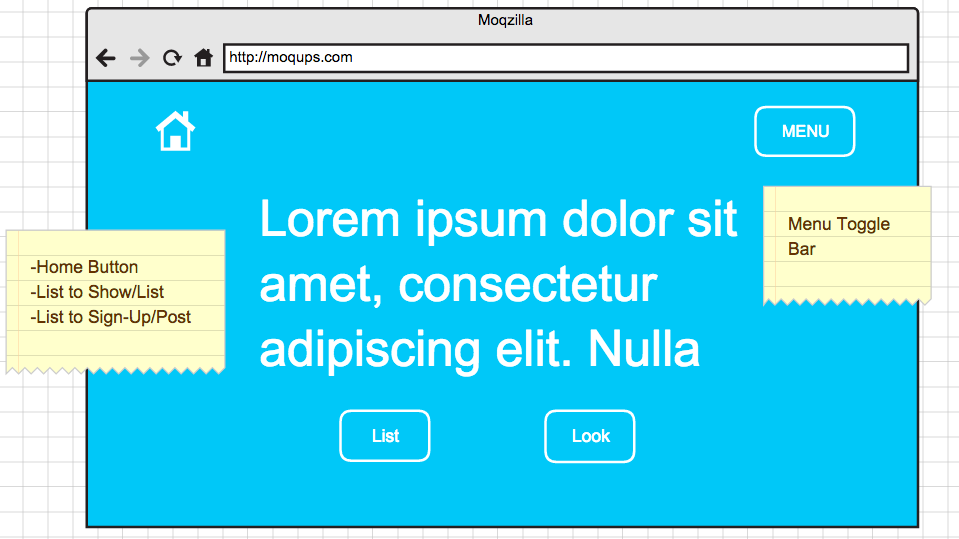 Moqzilla
http://moqups.com
MENU
Lorem ipsum dolor sit
amet, consectetur
adipiscing elit. Nulla
Menu Toggle
Bar
-Home Button
-List to Show/List
-List to Sign-Up/Post
List
Look